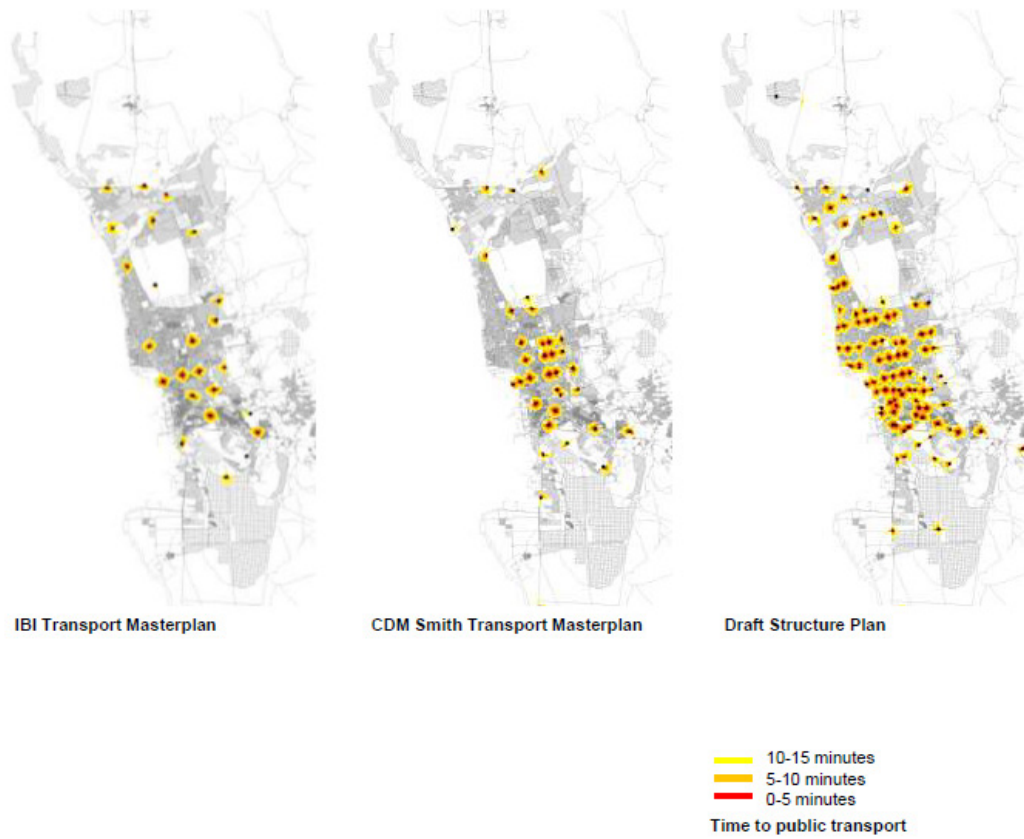 IBI Transport Masterplan
CDM Smith Transport Masterplan
Draft Structure Plan
10-15 minutes
5-10 minutes
0-5 minutes
Time to public transport